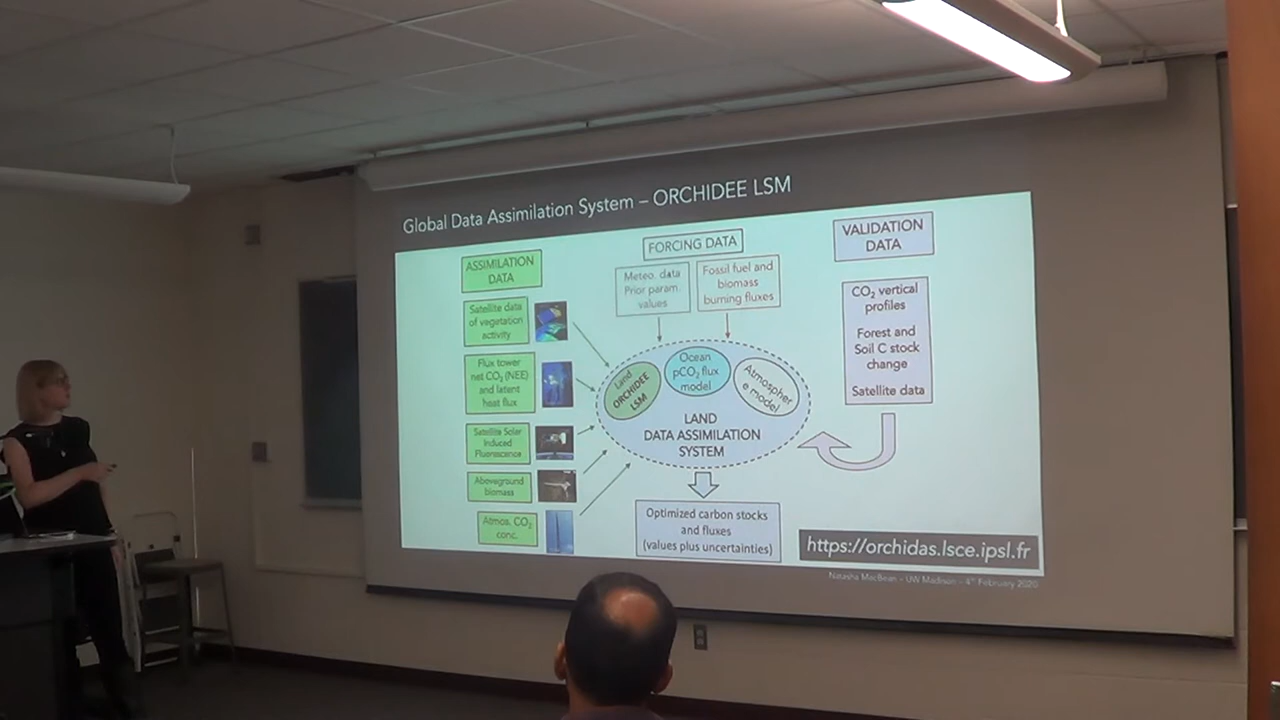 Global Data Assimilation System – ORCHIDEE LSM
ASSIMILATION
DATA
Satellite data
of vegetation
activity
Flux tower
net CO₂ (NEE)
and latent
heat flux
Satellite Solar
Induced
Fluorescence
Aboveground
biomass
Atmos. CO₂
conc.
FORCING DATA
Meteo. data
Prior param.
values
Fossil fuel and
biomass
burning fluxes
Land
ORCHIDEE
LSM
Ocean
pCO₂ flux
model
Atmospher
e model
LAND
DATA ASSIMILATION
SYSTEM
Optimized carbon stocks
and fluxes
(values plus uncertainties)
VALIDATION
DATA
CO₂ vertical
profiles
Forest and
Soil C stock
change
Satellite data
https://orchidas.lsce.ipsl.fr
Natasha MacBean – UW Madison – 4th February 2020